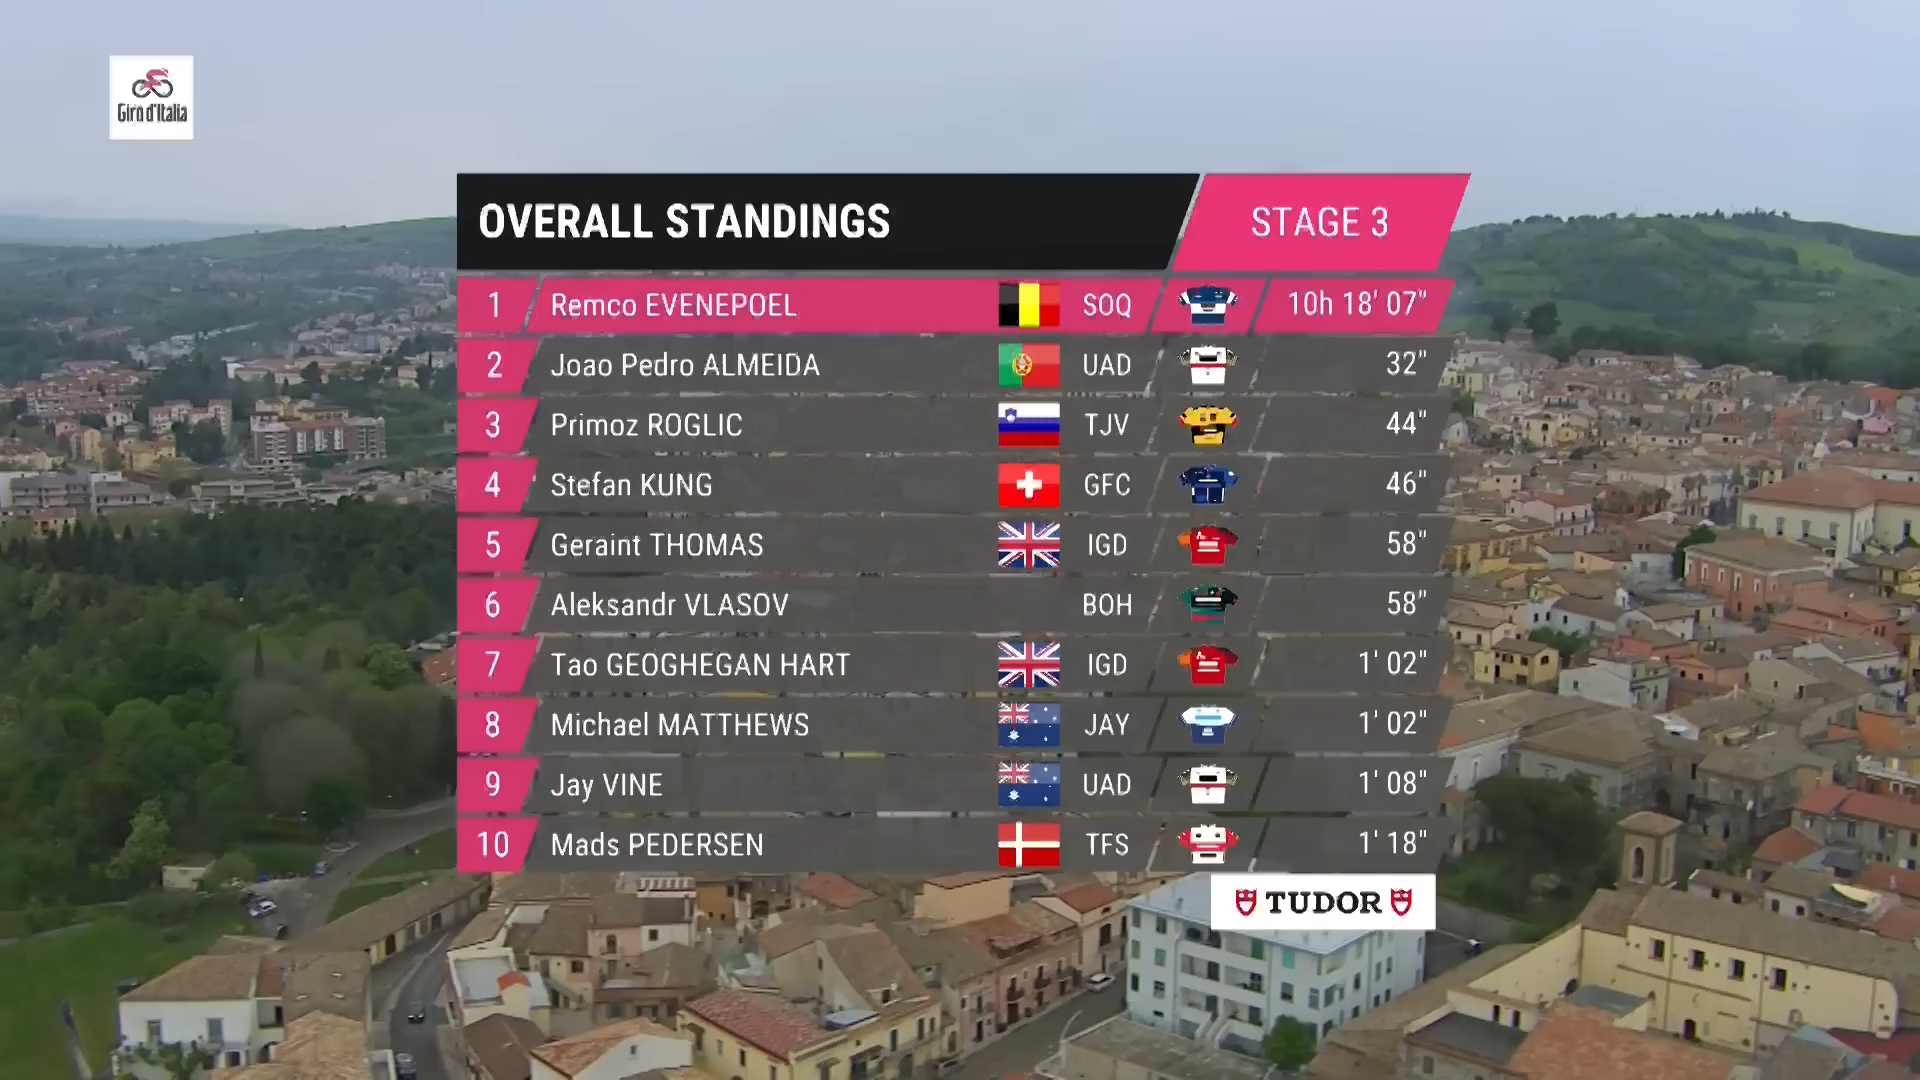 Giro d'Italia
OVERALL STANDINGS STAGE 3
1 Remco EVENEPOEL SOQ 10h 18' 07"
2 Joao Pedro ALMEIDA UAD 32"
3 Primoz ROGLIC TJV 44"
4 Stefan KUNG GFC 46"
5 Geraint THOMAS IGD 58"
6 Aleksandr VLASOV BOH 58"
7 Tao GEOGHEGAN HART IGD 1' 02"
8 Michael MATTHEWS JAY 1' 02"
9 Jay VINE UAD 1' 08"
10 Mads PEDERSEN TFS 1' 18"
TUDOR